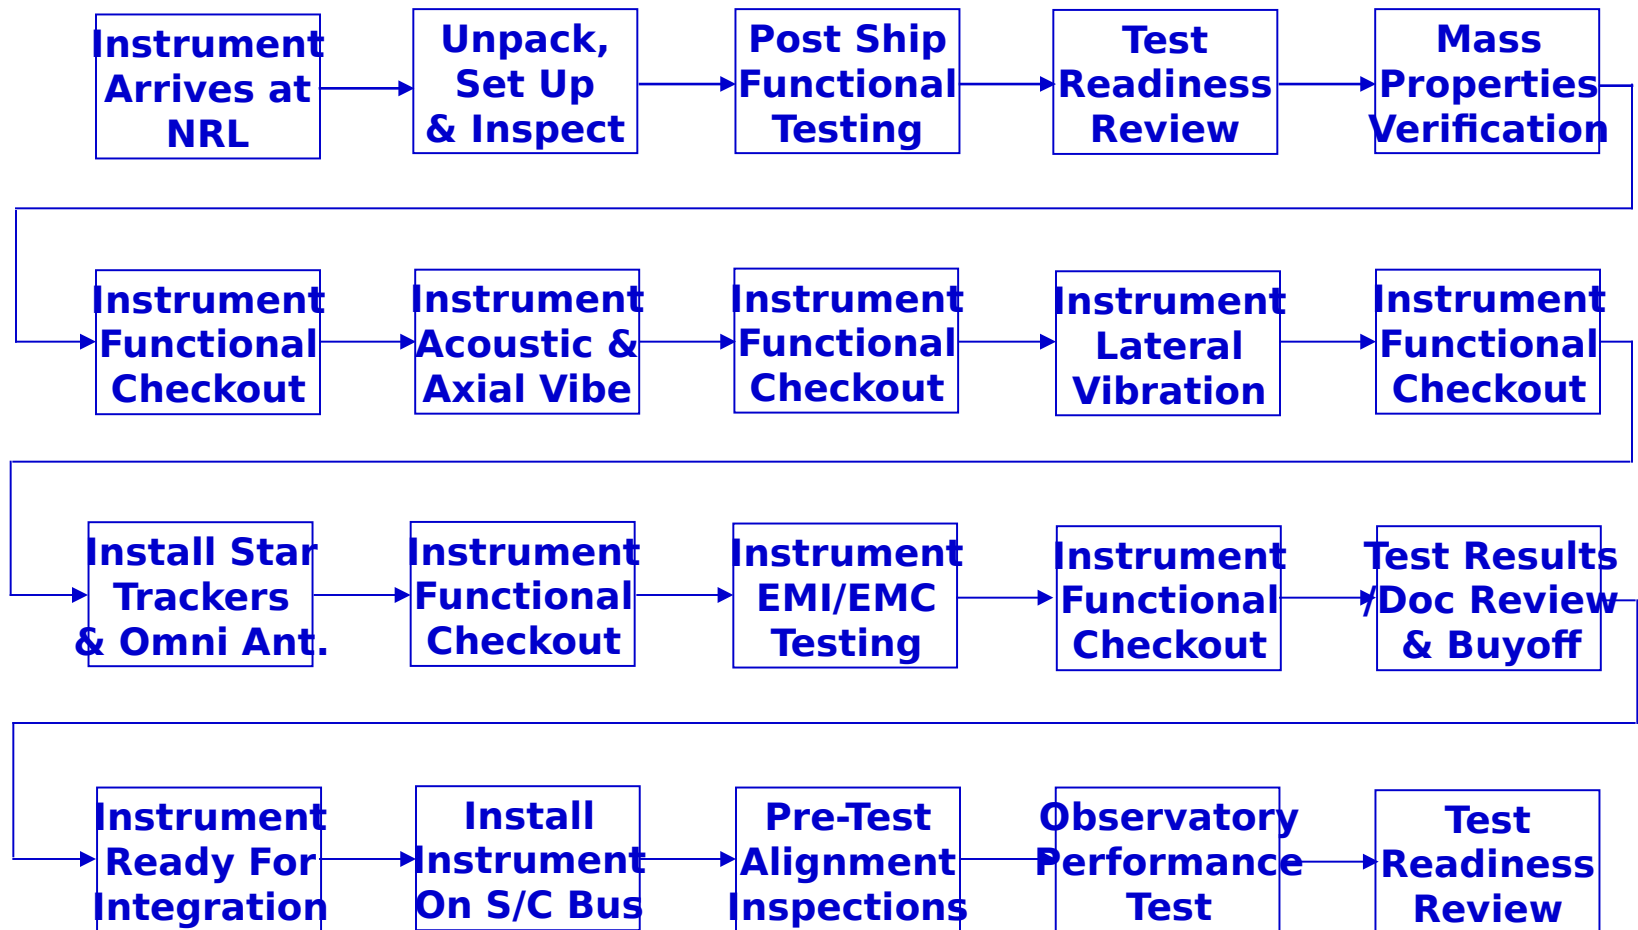 Instrument
Arrives at
NRL
Unpack,
Set Up
& Inspect
Post Ship
Functional
Testing
Test
Readiness
Review
Mass
Properties
Verification
Instrument
Functional
Checkout
Instrument
Acoustic &
Axial Vibe
Instrument
Functional
Checkout
Instrument
Lateral
Vibration
Instrument
Functional
Checkout
Install Star
Trackers
& Omni Ant.
Instrument
Functional
Checkout
Instrument
EMI/EMC
Testing
Instrument
Functional
Checkout
Test Results
/Doc Review
& Buyoff
Instrument
Ready For
Integration
Install
Instrument
On S/C Bus
Pre-Test
Alignment
Inspections
Observatory
Performance
Test
Test
Readiness
Review